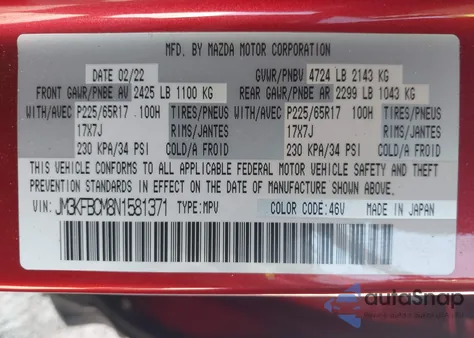 MFD. BY MAZDA MOTOR CORPORATION
DATE 02/22 GVWR/PNBV 4724 LB 2143 KG
FRONT GAWR/PNBE AV 2425 LB 1100 KG REAR GAWR/PNBE AR 2299 LB 1043 KG
WITH/AVEC P225/65R17 100H TIRES/PNEUS WITH/AVEC P225/65R17 100H TIRES/PNEUS
17X7J RIMS/JANTES 17X7J RIMS/JANTES
230 KPA/34 PSI COLD/A FROID 230 KPA/34 PSI COLD/A FROID
THIS VEHICLE CONFORMS TO ALL APPLICABLE FEDERAL MOTOR VEHICLE SAFETY AND THEFT
PREVENTION STANDARDS IN EFFECT ON THE DATE OF MANUFACTURE SHOWN ABOVE.
VIN: JM3KFBCM8N1581371 TYPE:MPV COLOR CODE:46V MADE IN JAPAN
autoSnap